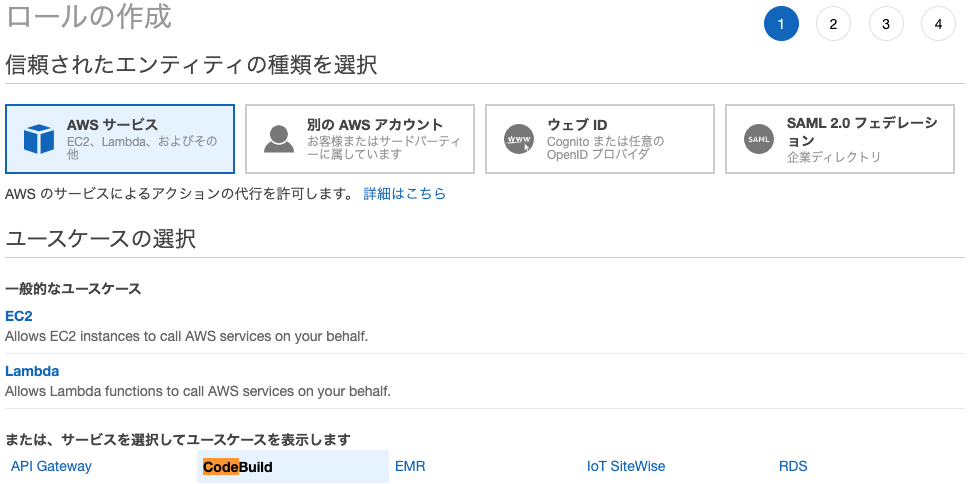 ロールの作成
1 2 3 4
信頼されたエンティティの種類を選択
AWS サービス
EC2、Lambda、およびその
他
別の AWS アカウント
お客様またはサードパーティ
ーに属しています
www
ウェブ ID
Cognito または任意の
OpenID プロバイダ
SAML
SAML 2.0 フェデレーシ
ョン
企業ディレクトリ
AWS のサービスによるアクションの代行を許可します。 詳細はこちら
ユースケースの選択
一般的なユースケース
EC2
Allows EC2 instances to call AWS services on your behalf.
Lambda
Allows Lambda functions to call AWS services on your behalf.
または、サービスを選択してユースケースを表示します
API Gateway CodeBuild EMR IoT SiteWise RDS